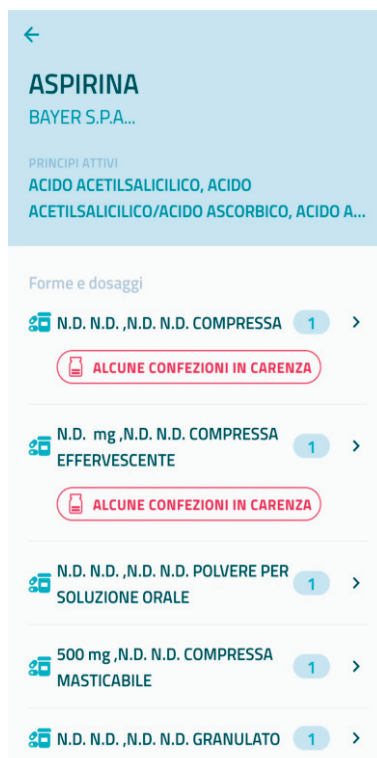 ASPIRINA
BAYER S.P.A...
PRINCIPI ATTIVI
ACIDO ACETILSALICILICO, ACIDO
ACETILSALICILICO/ACIDO ASCORBICO, ACIDO A...
Forme e dosaggi
N.D. N.D. ,N.D. N.D. COMPRESSA 1
ALCUNE CONFEZIONI IN CARENZA
N.D. mg ,N.D. N.D. COMPRESSA
EFFERVESCENTE 1
ALCUNE CONFEZIONI IN CARENZA
N.D. N.D. ,N.D. N.D. POLVERE PER
SOLUZIONE ORALE 1
500 mg ,N.D. N.D. COMPRESSA
MASTICABILE 1
N.D. N.D. ,N.D. N.D. GRANULATO 1